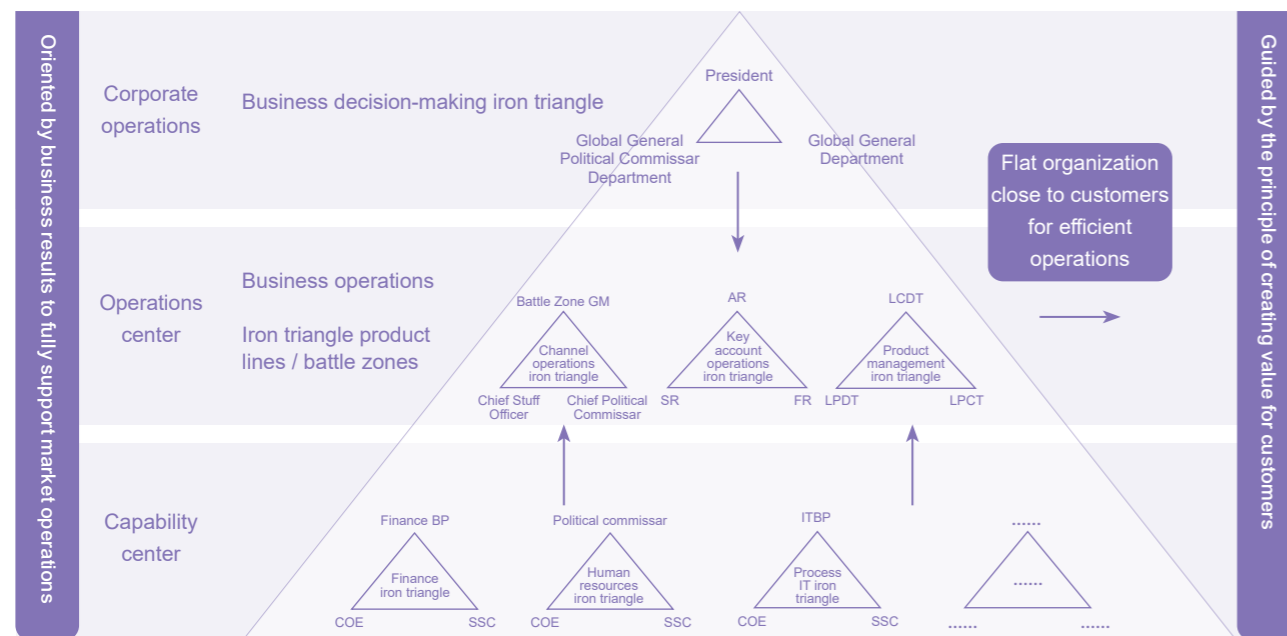 Oriented by business results to fully support market operations
Corporate
operations
Business decision-making iron triangle
President
Global General
Political Commissar
Department
Global General
Department
Flat organization
close to customers
for efficient
operations
Guided by the principle of creating value for customers
Operations
center
Business operations
Iron triangle product
lines / battle zones
Battle Zone GM
Channel
operations
iron triangle
Chief Stuff
Officer
Chief Political
Commissar
AR
Key
account
operations
iron triangle
SR
FR
LCDT
Product
management
iron triangle
LPDT
LPCT
Capability
center
Finance BP
Finance
iron triangle
COE
SSC
Political commissar
Human
resources
iron triangle
COE
SSC
ITBP
Process
IT iron
triangle
COE
SSC
......
......
......
......